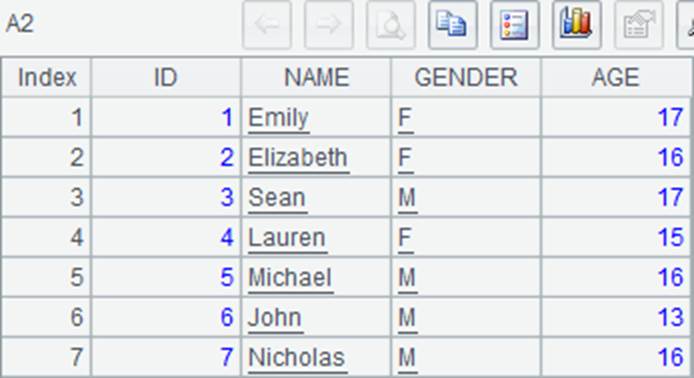 A2
Index ID NAME GENDER AGE
1 1 Emily F 17
2 2 Elizabeth F 16
3 3 Sean M 17
4 4 Lauren F 15
5 5 Michael M 16
6 6 John M 13
7 7 Nicholas M 16